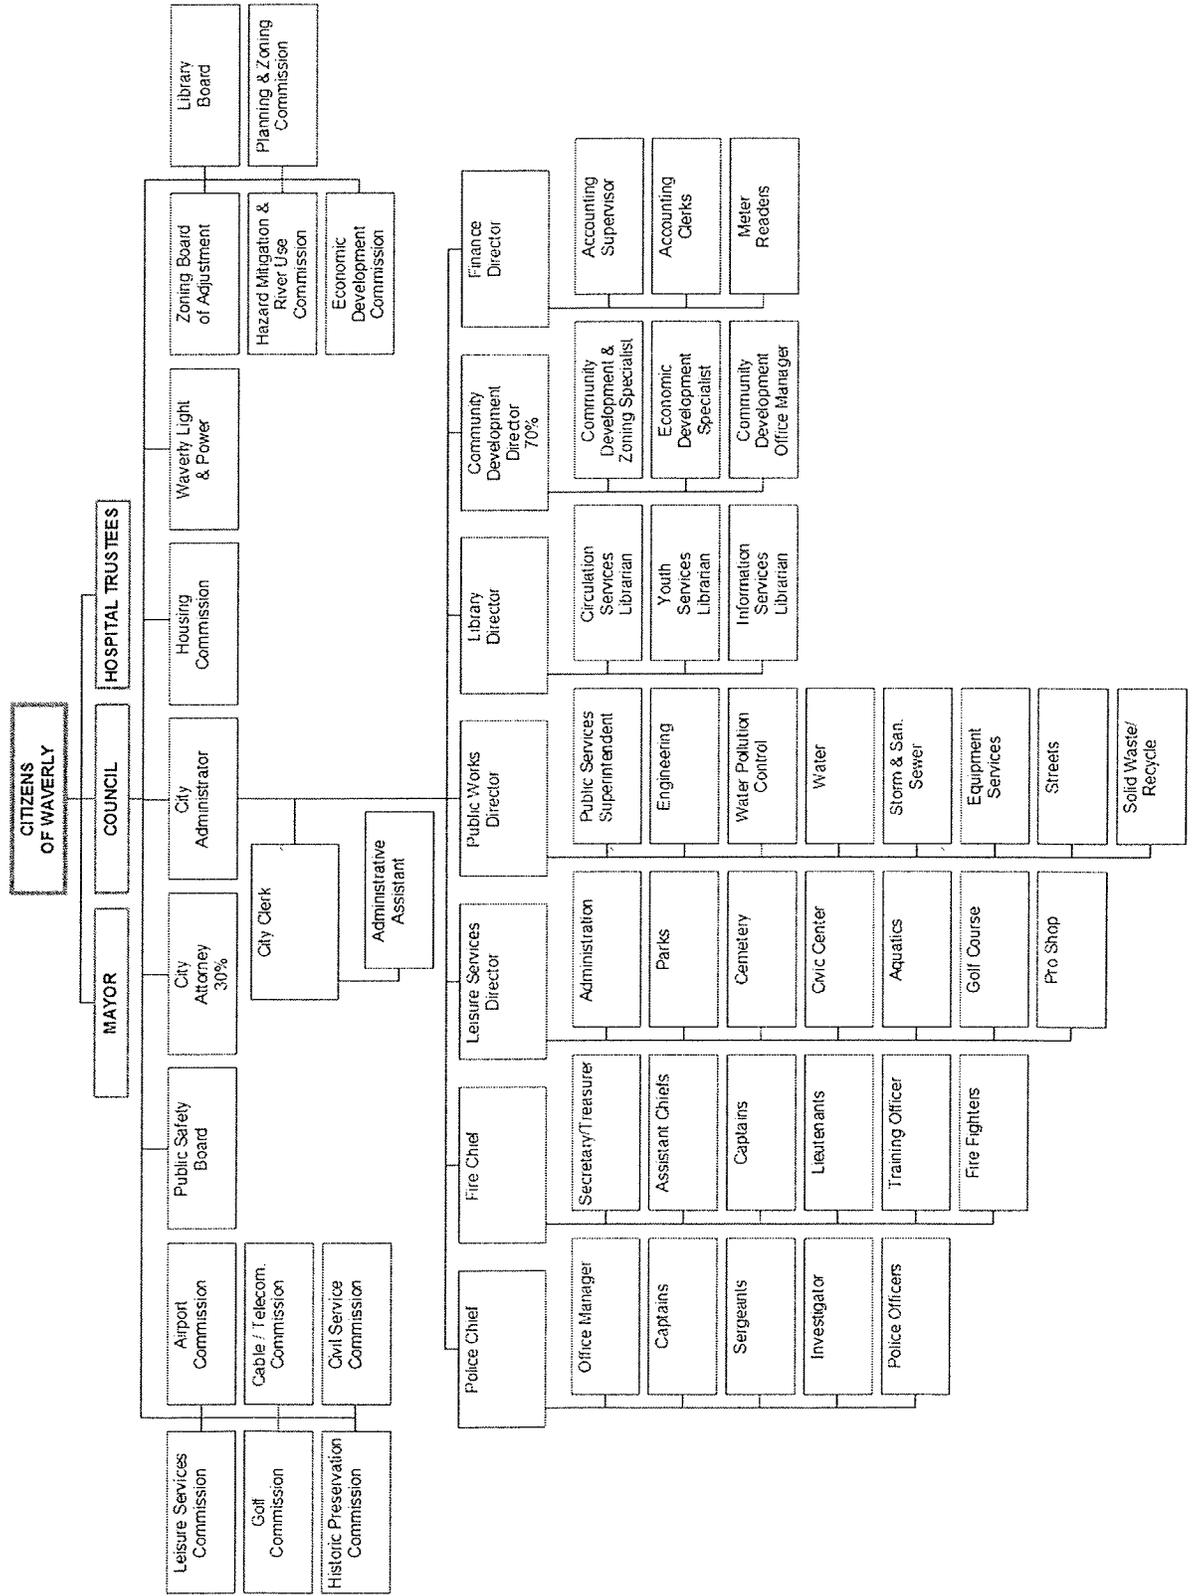 CITIZENS
OF WAVERLY
MAYOR
COUNCIL
HOSPITAL TRUSTEES
Leisure Services
Commission
Airport
Commission
Golf
Commission
Cable / Telecom.
Commission
Historic Preservation
Commission
Civil Service
Commission
Public Safety
Board
City
Attorney
30%
City
Administrator
Housing
Commission
Waverly Light
& Power
Zoning Board
of Adjustment
Library
Board
Hazard Mitigation &
River Use
Commission
Planning & Zoning
Commission
Economic
Development
Commission
City Clerk
Administrative
Assistant
Police Chief
Office Manager
Captains
Sergeants
Investigator
Police Officers
Fire Chief
Secretary/Treasurer
Assistant Chiefs
Captains
Lieutenants
Training Officer
Fire Fighters
Leisure Services
Director
Administration
Parks
Cemetery
Civic Center
Aquatics
Golf Course
Pro Shop
Public Works
Director
Public Services
Superintendent
Engineering
Water Pollution
Control
Water
Storm & San.
Sewer
Equipment
Services
Streets
Solid Waste/
Recycle
Library
Director
Circulation
Services
Librarian
Youth
Services
Librarian
Information
Services
Librarian
Community
Development
Director
70%
Community
Development &
Zoning Specialist
Economic
Development
Specialist
Community
Development
Office Manager
Finance
Director
Accounting
Supervisor
Accounting
Clerks
Meter
Readers